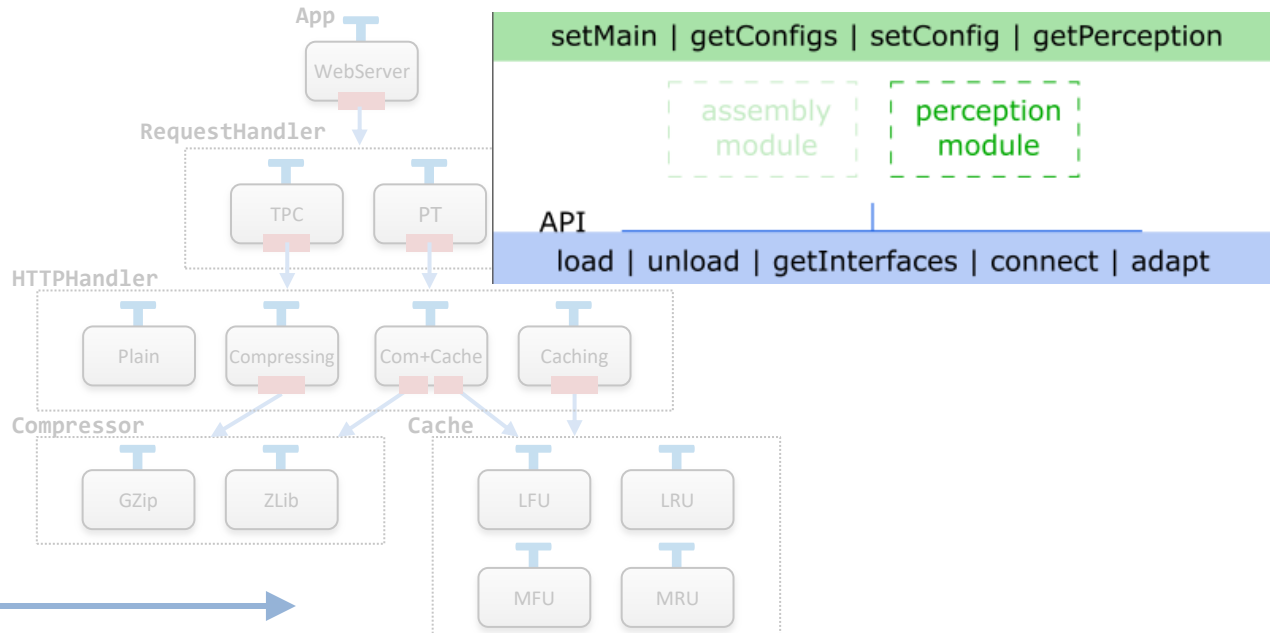 App
setMain | getConfigs | setConfig | getPerception
WebServer
assembly
module
perception
module
RequestHandler
TPC
PT
API
load | unload | getInterfaces | connect | adapt
HTTPHandler
Plain
Compressing
Com+Cache
Caching
Compressor
Cache
GZip
ZLib
LFU
LRU
MFU
MRU